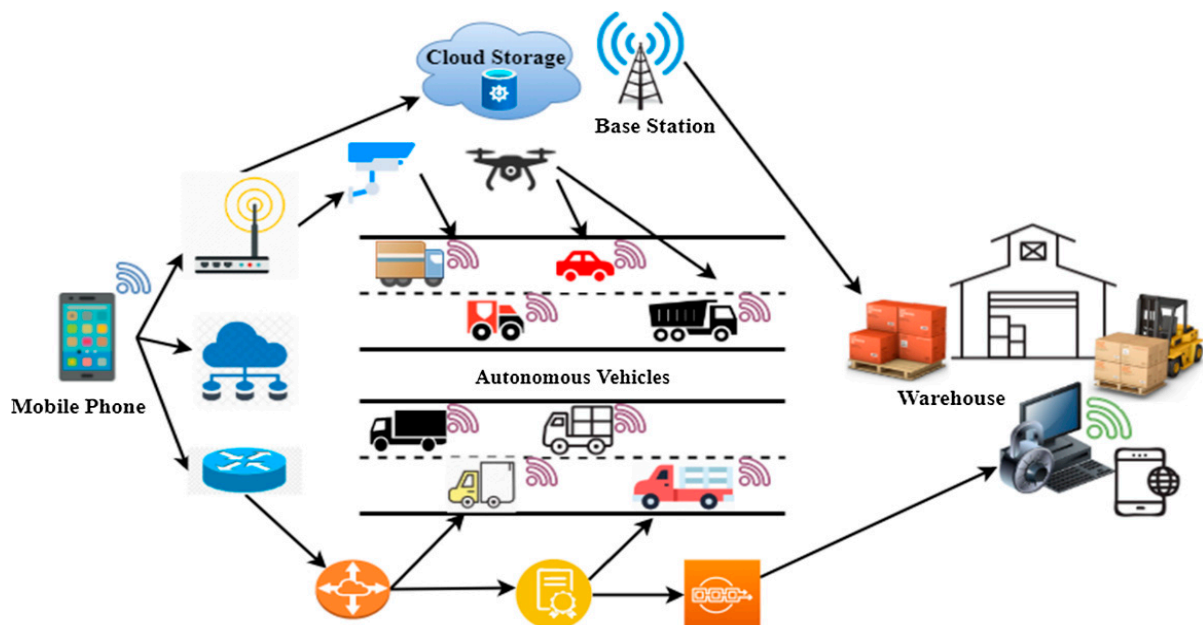 Cloud Storage
Base Station
Autonomous Vehicles
Mobile Phone
Warehouse